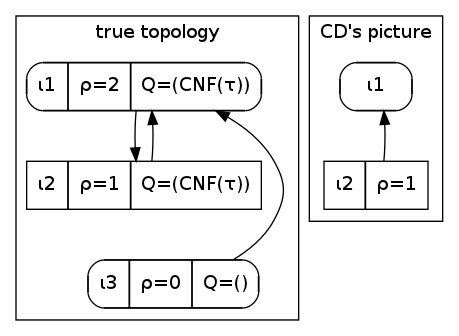 true topology
ι1 ρ=2 Q=(CNF(τ))
ι2 ρ=1 Q=(CNF(τ))
ι3 ρ=0 Q=()
CD's picture
ι1
ι2 ρ=1